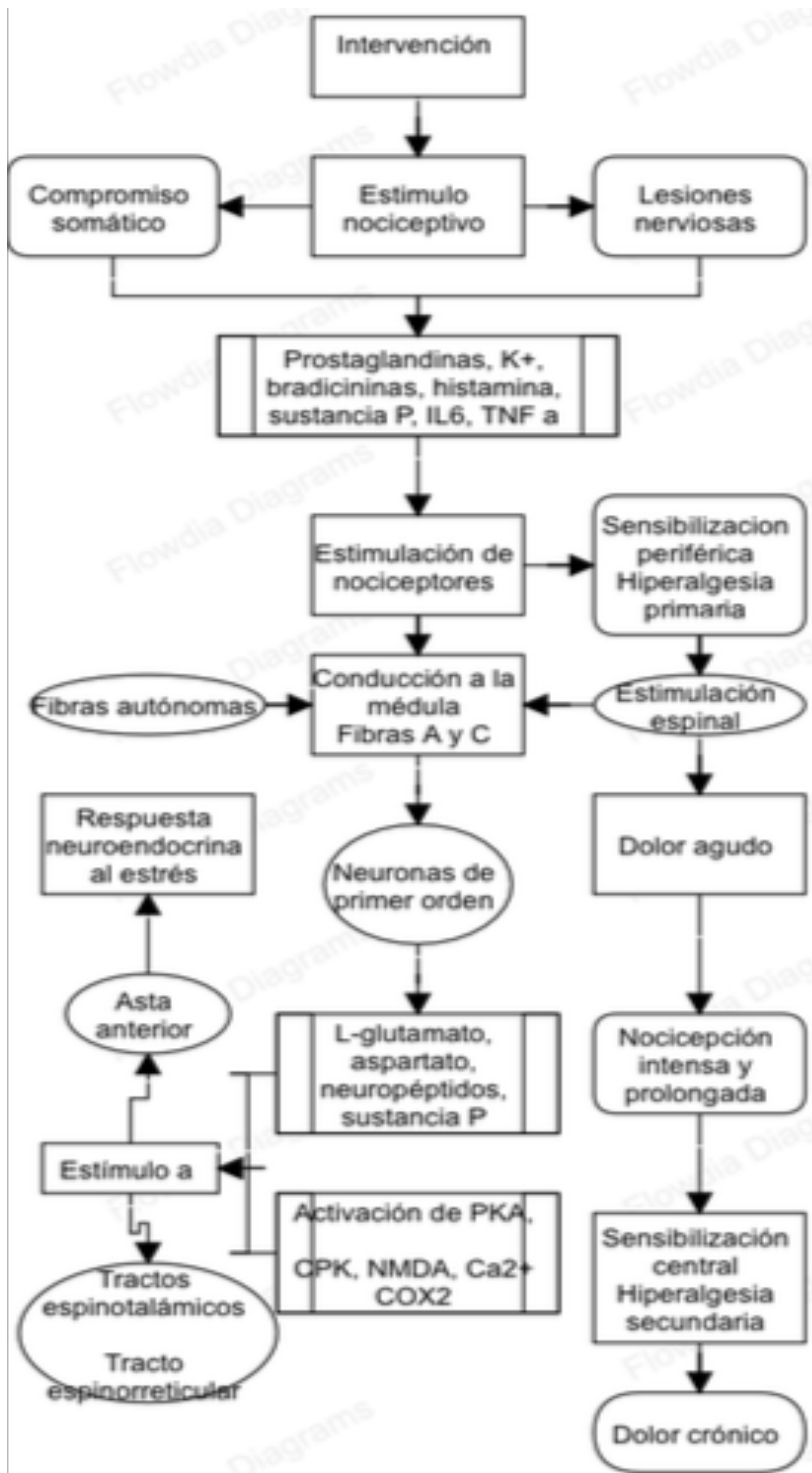 Intervención
Compromiso
somático
Estimulo
nociceptivo
Lesiones
nerviosas
Prostaglandinas, K+,
bradicininas, histamina,
sustancia P, IL6, TNF a
Estimulación de
nociceptores
Sensibilizacion
periférica
Hiperalgesia
primaria
Fibras autónomas
Conducción a la
médula
Fibras A y C
Estimulación
espinal
Respuesta
neuroendocrina
al estrés
Neuronas de
primer orden
Dolor agudo
Asta
anterior
L-glutamato,
aspartato,
neuropéptidos,
sustancia P
Nocicepción
intensa y
prolongada
Estímulo a
Activación de PKA,
CPK, NMDA, Ca2+
COX2
Sensibilización
central
Hiperalgesia
secundaria
Tractos
espinotalámicos
Tracto
espinorreticular
Dolor crónico
Flowdia Diagrams